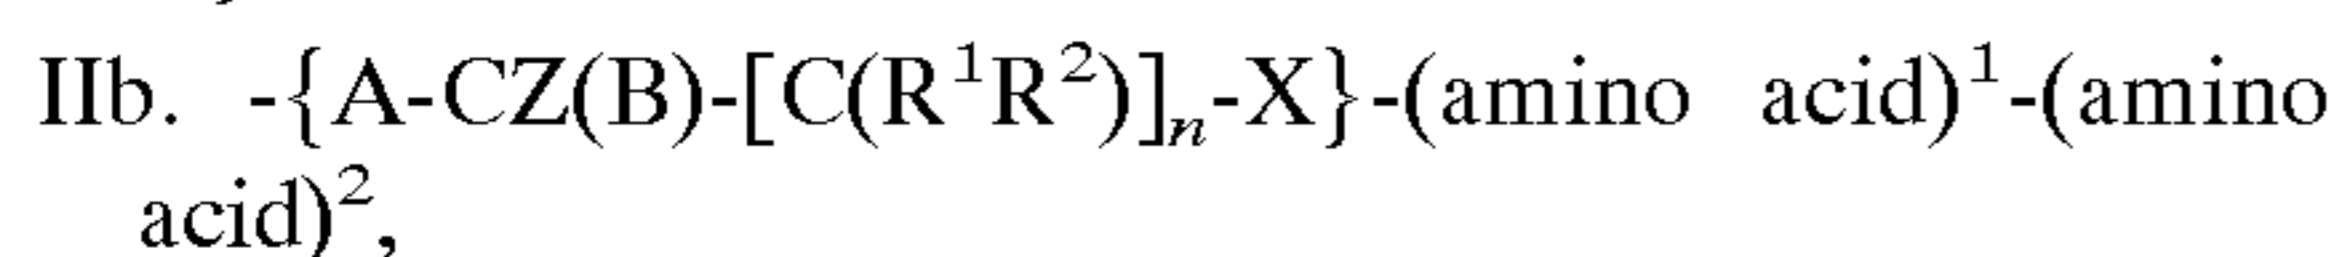 IIb. -{A-CZ(B)-[C(R¹R²)]ₙ-X}-(amino acid)¹-(amino
acid)²,